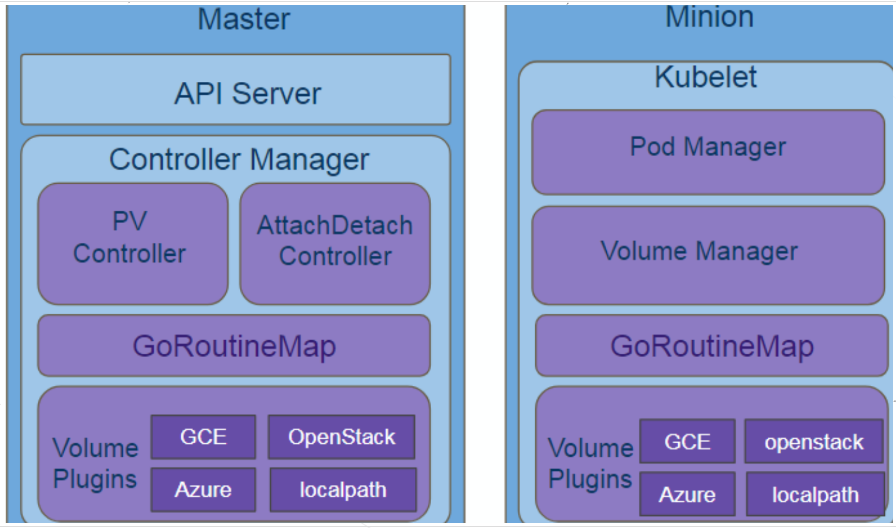 Master
API Server
Controller Manager
PV
Controller
AttachDetach
Controller
GoRoutineMap
Volume
Plugins
GCE
OpenStack
Azure
localpath
Minion
Kubelet
Pod Manager
Volume Manager
GoRoutineMap
Volume
Plugins
GCE
openstack
Azure
localpath